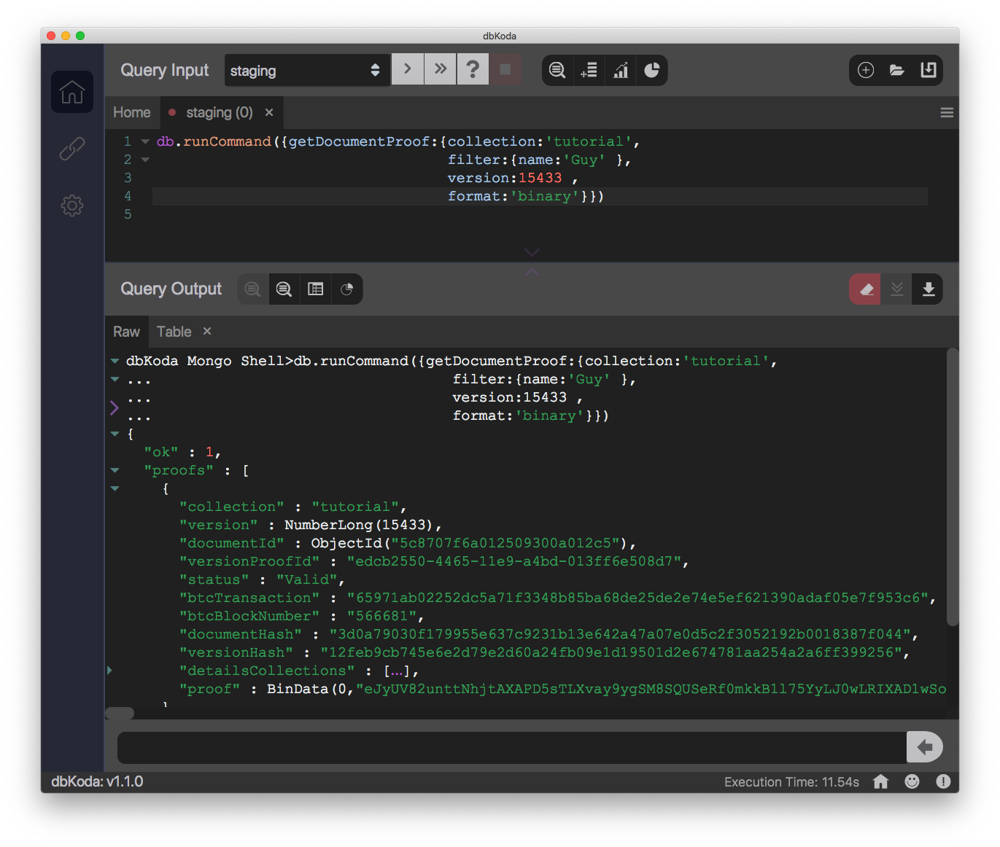 dbKoda
Query Input
staging
Home
staging (0)
1 db.runCommand({getDocumentProof:{collection:'tutorial',
2 filter:{name:'Guy' },
3 version:15433 ,
4 format:'binary'}})
5
Query Output
Raw Table
dbKoda Mongo Shell>db.runCommand({getDocumentProof:{collection:'tutorial',
... filter:{name:'Guy' },
... version:15433 ,
... format:'binary'}})
{
"ok" : 1,
"proofs" : [
{
"collection" : "tutorial",
"version" : NumberLong(15433),
"documentId" : ObjectId("5c8707f6a012509300a012c5"),
"versionProofId" : "edcb2550-4465-11e9-a4bd-013ff6e508d7",
"status" : "Valid",
"btcTransaction" : "65971ab02252dc5a71f3348b85ba68de25de2e74e5ef621390adaf05e7f953c6",
"btcBlockNumber" : "566681",
"documentHash" : "3d0a79030f179955e637c9231b13e642a47a07e0d5c2f3052192b0018387f044",
"versionHash" : "12feb9cb745e6e2d79e2d60a24fb09e1d19501d2e674781aa254a2a6ff399256",
"detailsCollections" : […],
"proof" : BinData(0,"eJyUV82unttNhjtAXAPD5sTLXvay9ygSM8SQUSeRf0mkkB1l75YyLJ0wLRIXAD1wSo
}
dbKoda: v1.1.0
Execution Time: 11.54s